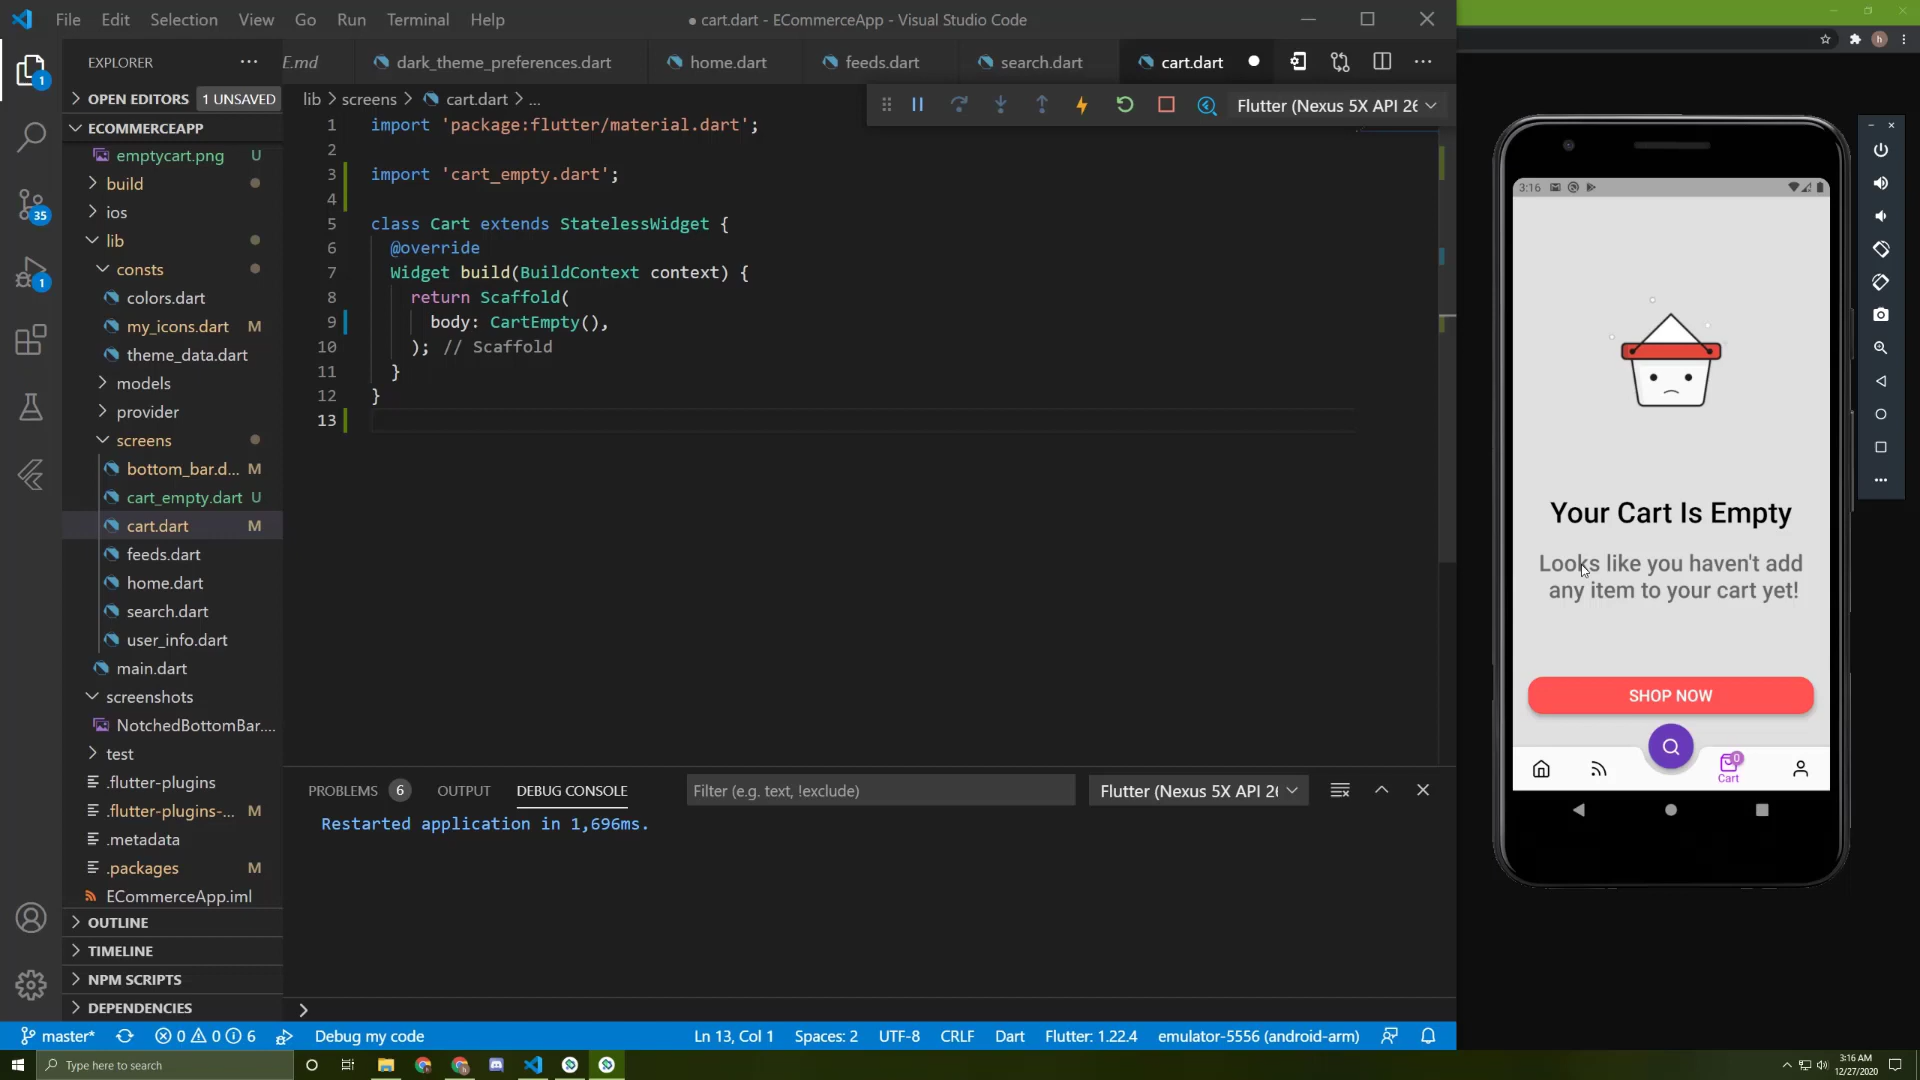 File Edit Selection View Go Run Terminal Help
● cart.dart - ECommerceApp - Visual Studio Code
EXPLORER
E.md
dark_theme_preferences.dart
home.dart
feeds.dart
search.dart
cart.dart
OPEN EDITORS 1 UNSAVED
lib > screens > cart.dart > ...
Flutter (Nexus 5X API 26
ECOMMERCEAPP
emptycart.png U
build
ios
lib
consts
colors.dart
my_icons.dart M
theme_data.dart
models
provider
screens
bottom_bar.d... M
cart_empty.dart U
cart.dart M
feeds.dart
home.dart
search.dart
user_info.dart
main.dart
screenshots
NotchedBottomBar....
test
.flutter-plugins
.flutter-plugins-... M
.metadata
.packages M
ECommerceApp.iml
OUTLINE
TIMELINE
NPM SCRIPTS
DEPENDENCIES
1
35
1
1 import 'package:flutter/material.dart';
2
3 import 'cart_empty.dart';
4
5 class Cart extends StatelessWidget {
6 @override
7 Widget build(BuildContext context) {
8 return Scaffold(
9 body: CartEmpty(),
10 ); // Scaffold
11 }
12 }
13
PROBLEMS 6 OUTPUT DEBUG CONSOLE
Filter (e.g. text, !exclude)
Flutter (Nexus 5X API 26
Restarted application in 1,696ms.
h
3:16
Your Cart Is Empty
Looks like you haven't add
any item to your cart yet!
SHOP NOW
0
Cart
master* 0 0 6 Debug my code
Ln 13, Col 1 Spaces: 2 UTF-8 CRLF Dart Flutter: 1.22.4 emulator-5556 (android-arm)
Type here to search
3:16 AM
12/27/2020